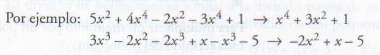 Por ejemplo: 5x² + 4x⁴ − 2x² − 3x⁴ + 1 → x⁴ + 3x² + 1
3x³ − 2x² − 2x³ + x − x³ − 5 → −2x² + x − 5